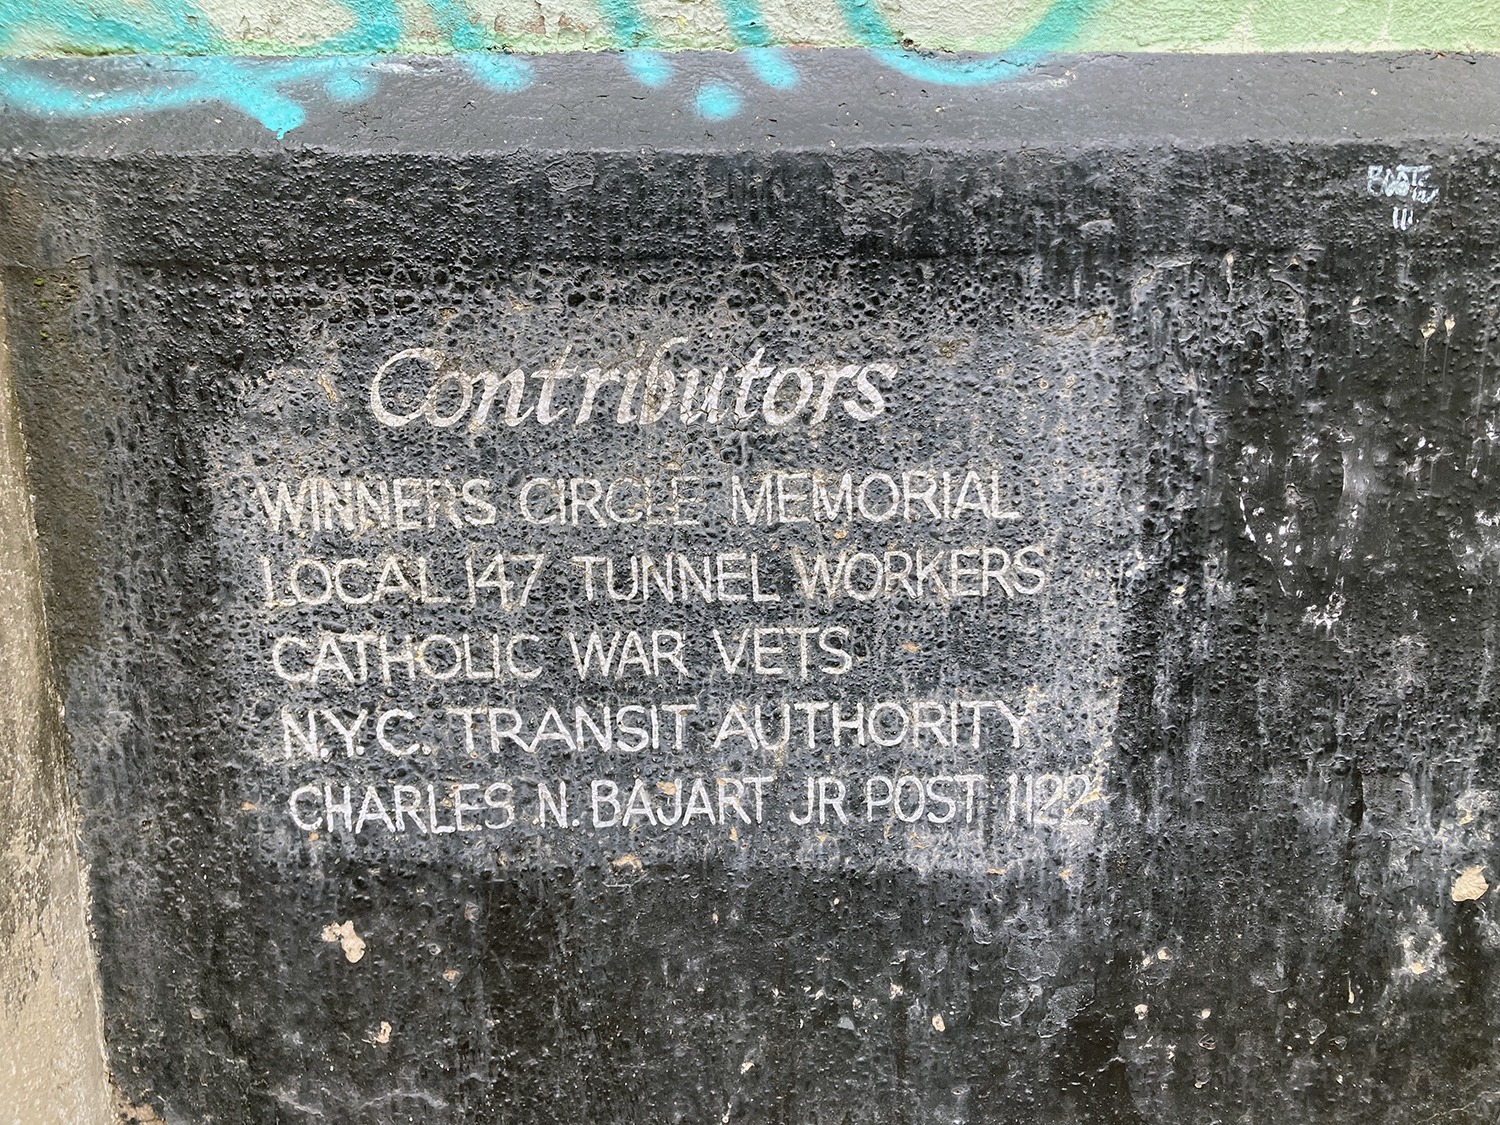 Contributors
WINNERS CIRCLE MEMORIAL
LOCAL 147 TUNNEL WORKERS
CATHOLIC WAR VETS
N.Y.C. TRANSIT AUTHORITY
CHARLES N. BAJART JR POST 1122